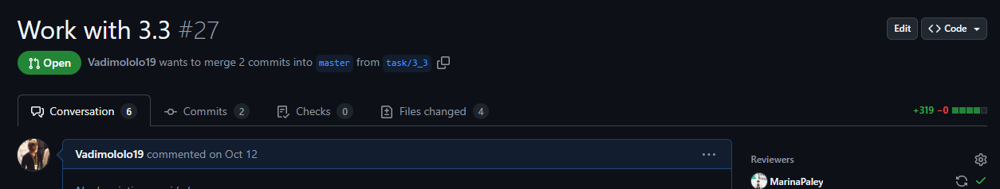 Work with 3.3 #27
Edit
Code
Open
Vadimololo19 wants to merge 2 commits into master from task/3_3
Conversation 6
Commits 2
Checks 0
Files changed 4
+319 −0
Vadimololo19 commented on Oct 12
Reviewers
MarinaPaley